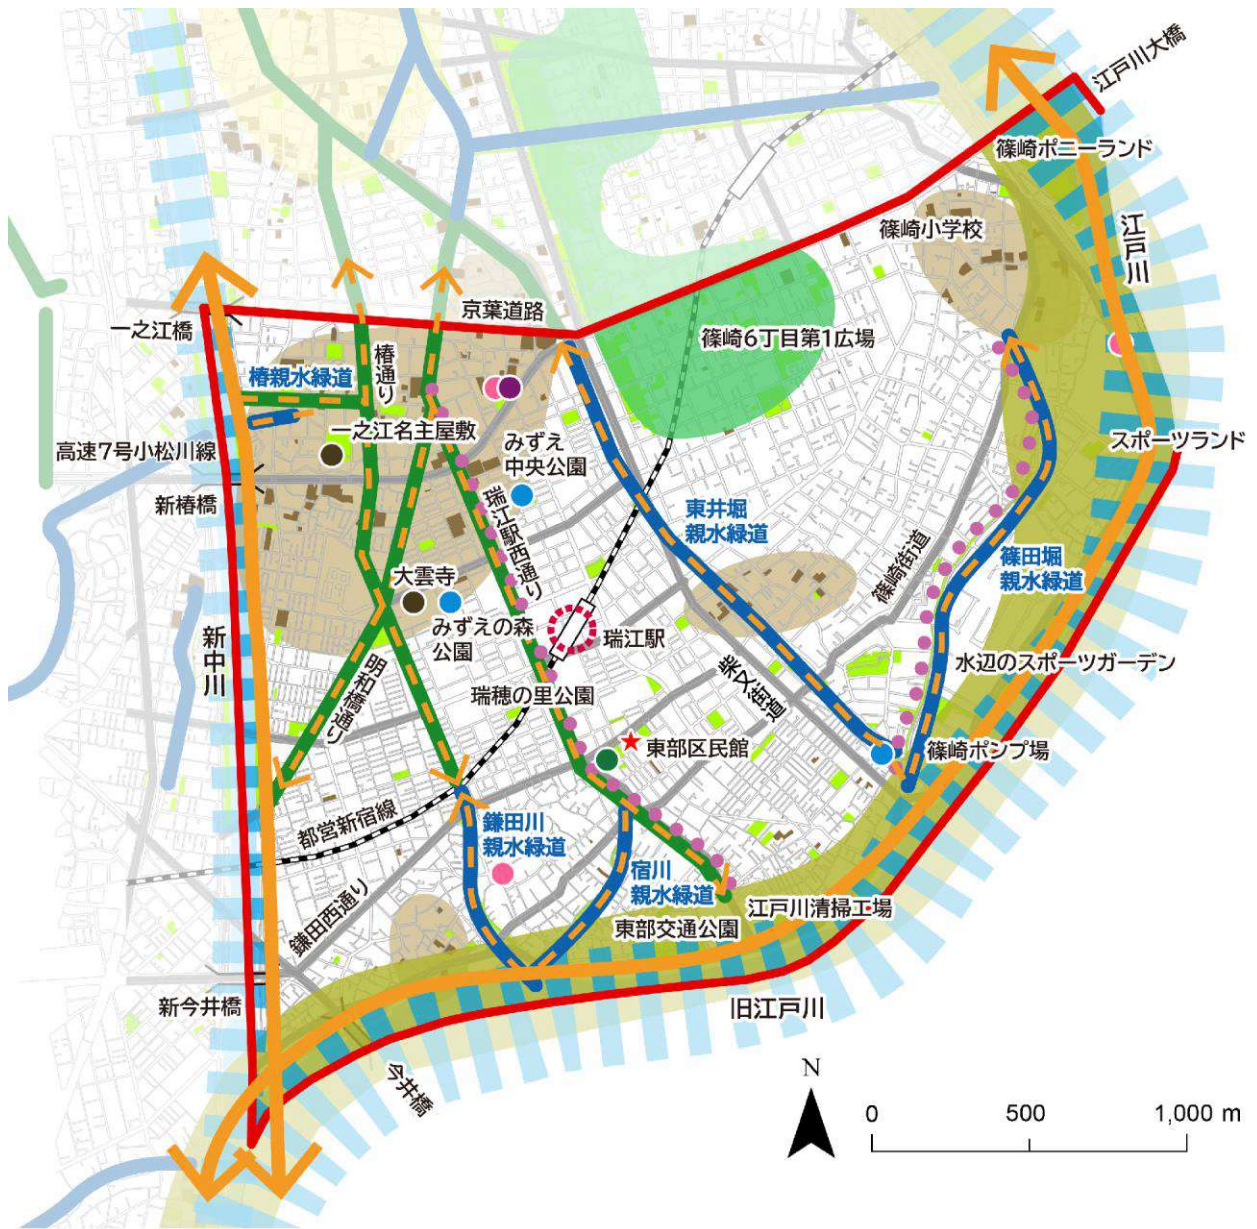 江戸川大橋
篠崎ポニーランド
江戸川
篠崎小学校
京葉道路
一之江橋
篠崎6丁目第1広場
椿通り
椿親水緑道
一之江名主屋敷
高速7号小松川線
みずえ
中央公園
スポーツランド
新椿橋
瑞江駅西通り
東井堀
親水緑道
篠崎街道
篠田堀
親水緑道
大雲寺
みずえの森
公園
瑞江駅
新中川
明和橋通り
水辺のスポーツガーデン
瑞穂の里公園
柴又街道
東部区民館
篠崎ポンプ場
都営新宿線
鎌田川
親水緑道
宿川
親水緑道
鎌田西通り
江戸川清掃工場
東部交通公園
新今井橋
旧江戸川
今井橋
N
0 500 1,000 m